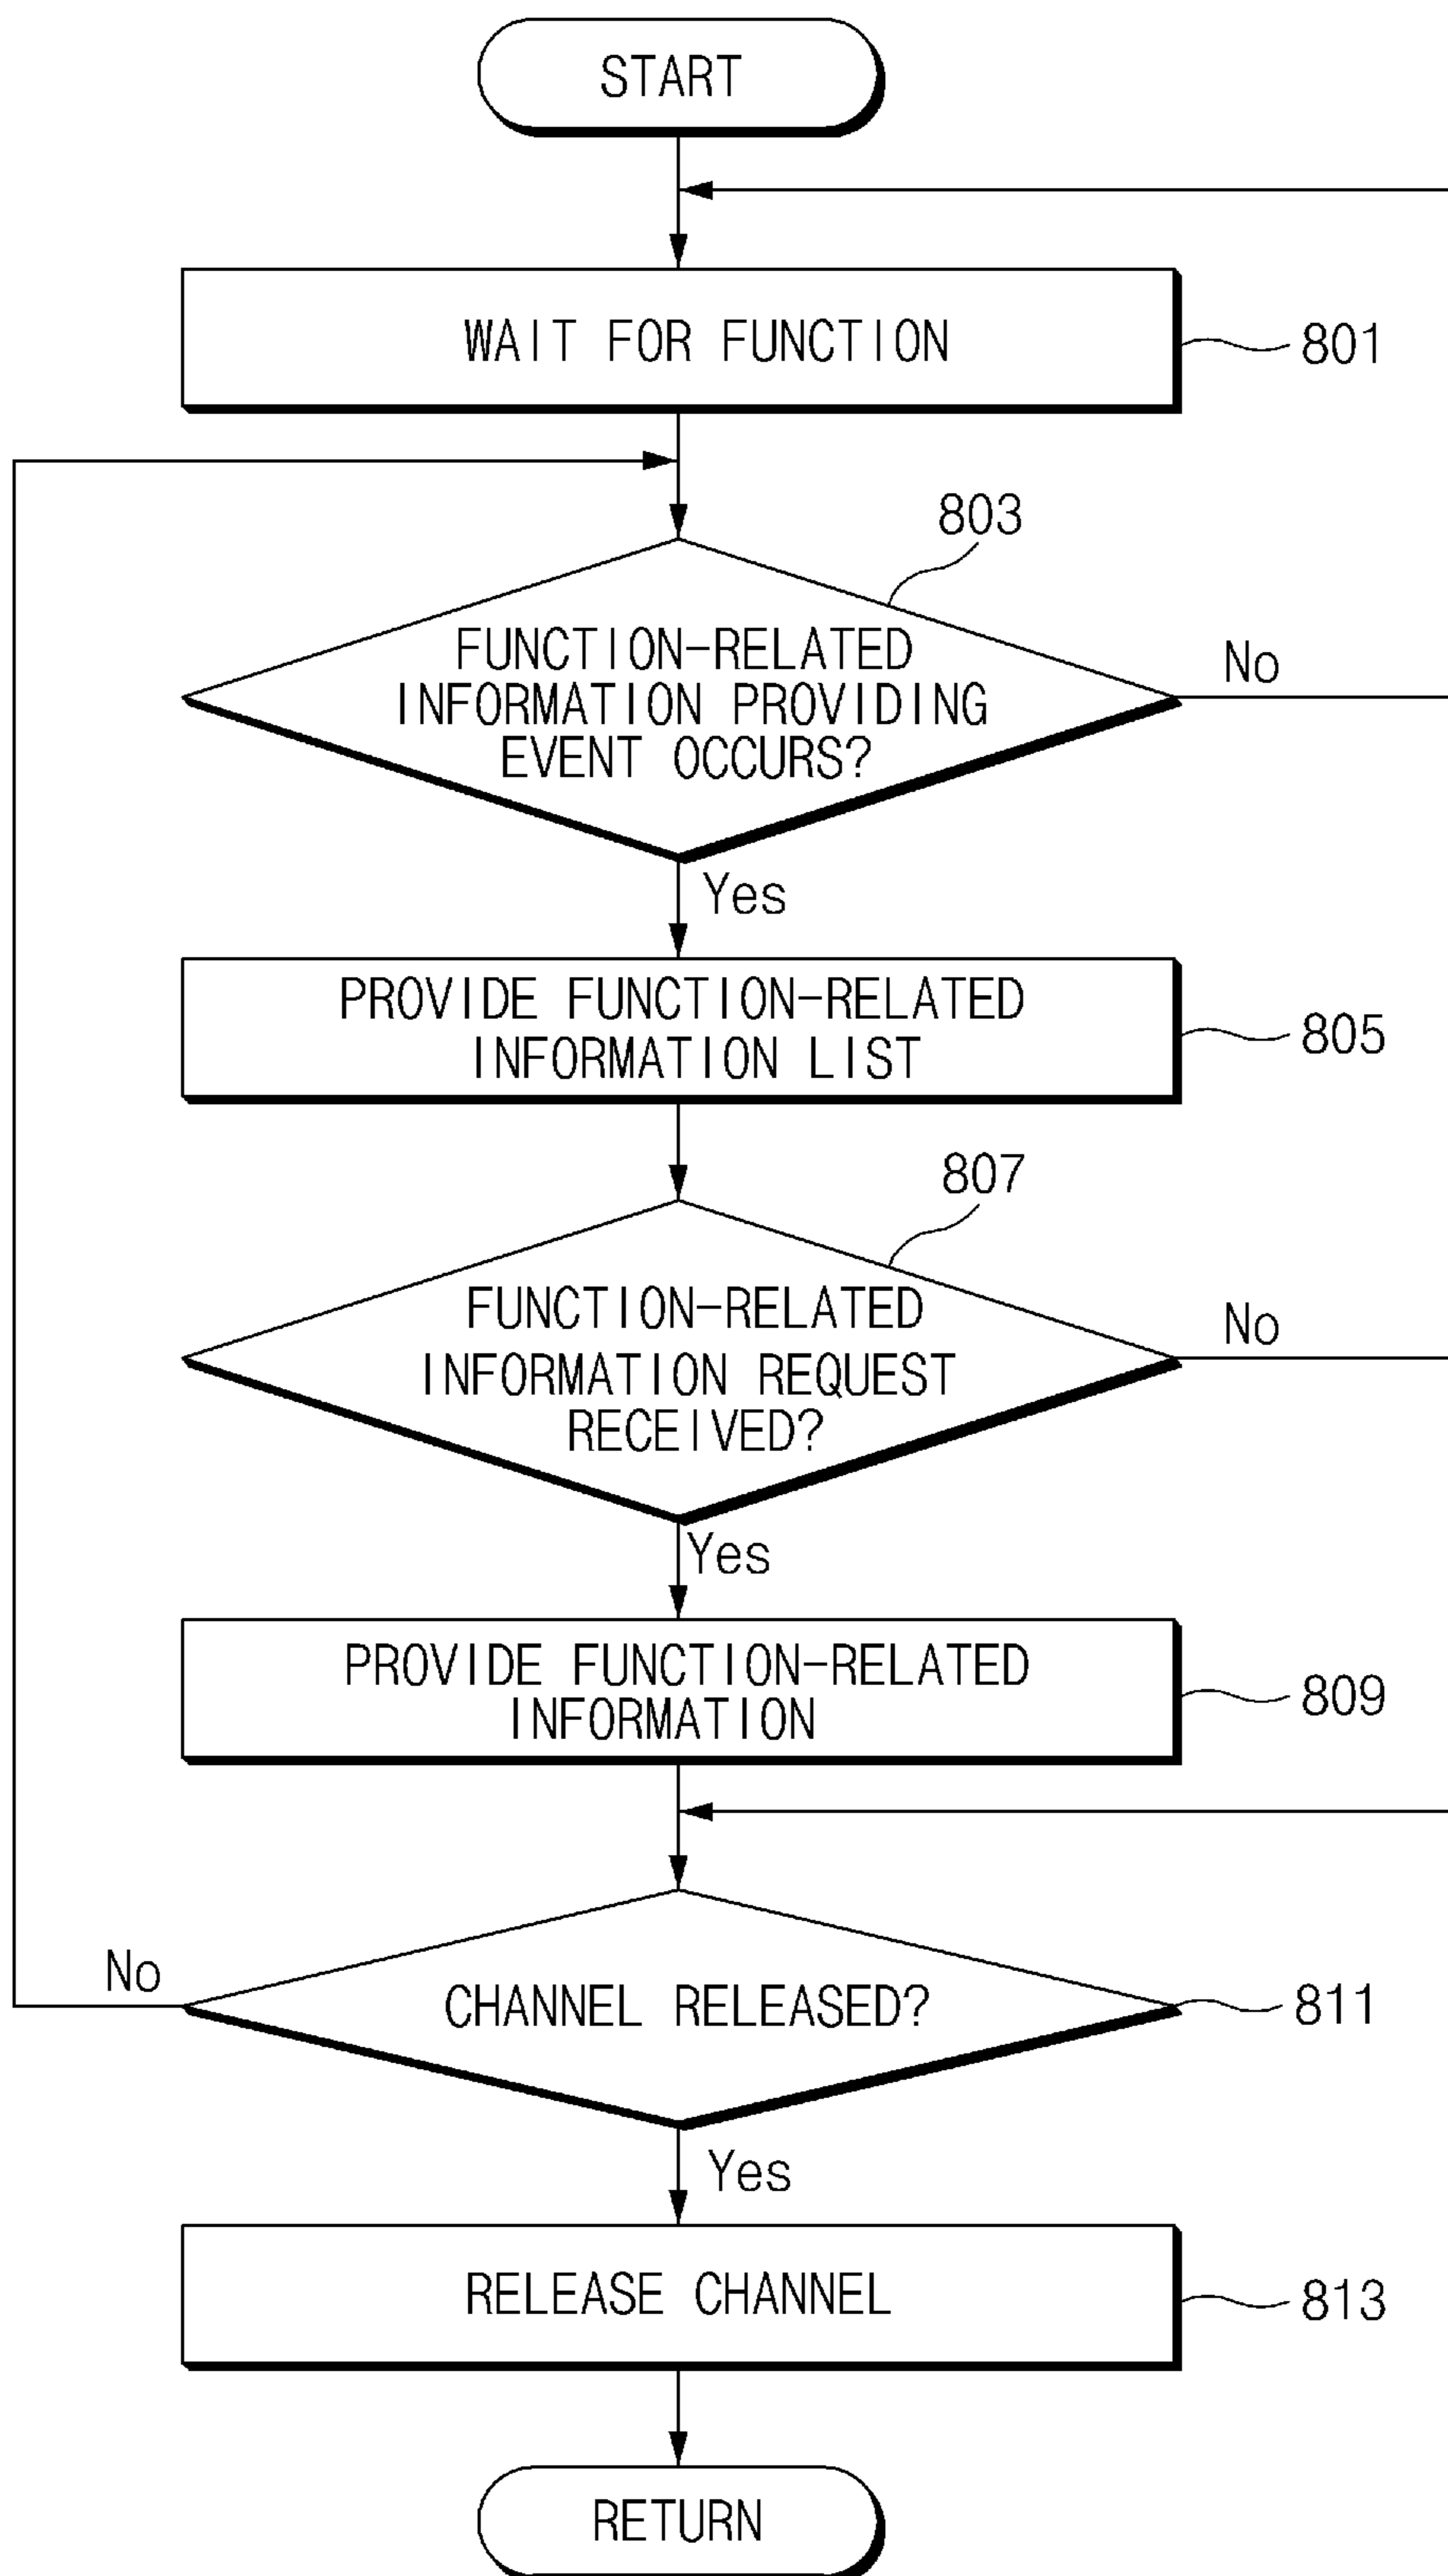 START
WAIT FOR FUNCTION
801
803
FUNCTION-RELATED
INFORMATION PROVIDING
EVENT OCCURS?
No
Yes
PROVIDE FUNCTION-RELATED
INFORMATION LIST
805
807
FUNCTION-RELATED
INFORMATION REQUEST
RECEIVED?
No
Yes
PROVIDE FUNCTION-RELATED
INFORMATION
809
No
CHANNEL RELEASED?
811
Yes
RELEASE CHANNEL
813
RETURN